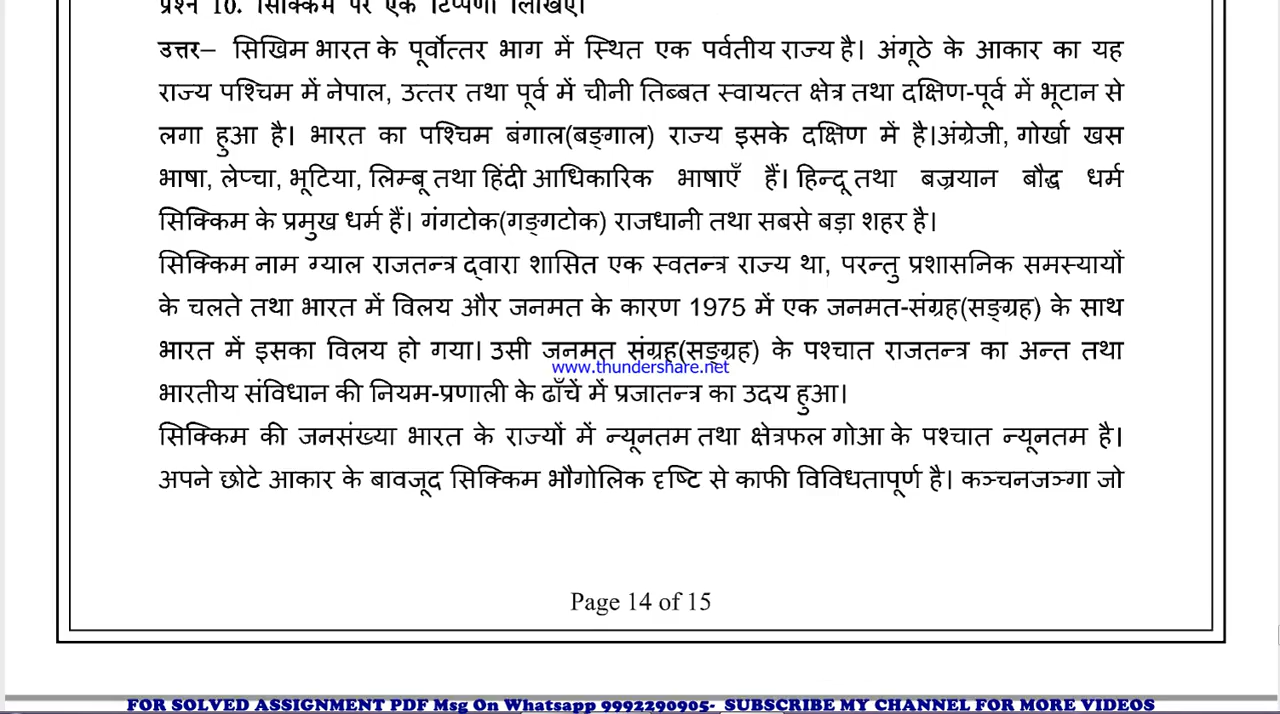 प्रश्न 10. सिक्किम पर एक टिप्पणी लिखिए।
उत्तर– सिखिम भारत के पूर्वोत्तर भाग में स्थित एक पर्वतीय राज्य है। अंगूठे के आकार का यह
राज्य पश्चिम में नेपाल, उत्तर तथा पूर्व में चीनी तिब्बत स्वायत्त क्षेत्र तथा दक्षिण-पूर्व में भूटान से
लगा हुआ है। भारत का पश्चिम बंगाल(बङ्गाल) राज्य इसके दक्षिण में है।अंग्रेजी, गोर्खा खस
भाषा, लेप्चा, भूटिया, लिम्बू तथा हिंदी आधिकारिक भाषाएँ हैं। हिन्दू तथा बज्रयान बौद्ध धर्म
सिक्किम के प्रमुख धर्म हैं। गंगटोक(गङ्गटोक) राजधानी तथा सबसे बड़ा शहर है।
सिक्किम नाम ग्याल राजतन्त्र द्वारा शासित एक स्वतन्त्र राज्य था, परन्तु प्रशासनिक समस्यायों
के चलते तथा भारत में विलय और जनमत के कारण 1975 में एक जनमत-संग्रह(सङ्ग्रह) के साथ
भारत में इसका विलय हो गया। उसी जनमत संग्रह(सङ्ग्रह) के पश्चात राजतन्त्र का अन्त तथा
www.thundershare.net
भारतीय संविधान की नियम-प्रणाली के ढाँचें में प्रजातन्त्र का उदय हुआ।
सिक्किम की जनसंख्या भारत के राज्यों में न्यूनतम तथा क्षेत्रफल गोआ के पश्चात न्यूनतम है।
अपने छोटे आकार के बावजूद सिक्किम भौगोलिक दृष्टि से काफी विविधतापूर्ण है। कञ्चनजञ्गा जो
Page 14 of 15
FOR SOLVED ASSIGNMENT PDF Msg On Whatsapp 9992290905- SUBSCRIBE MY CHANNEL FOR MORE VIDEOS